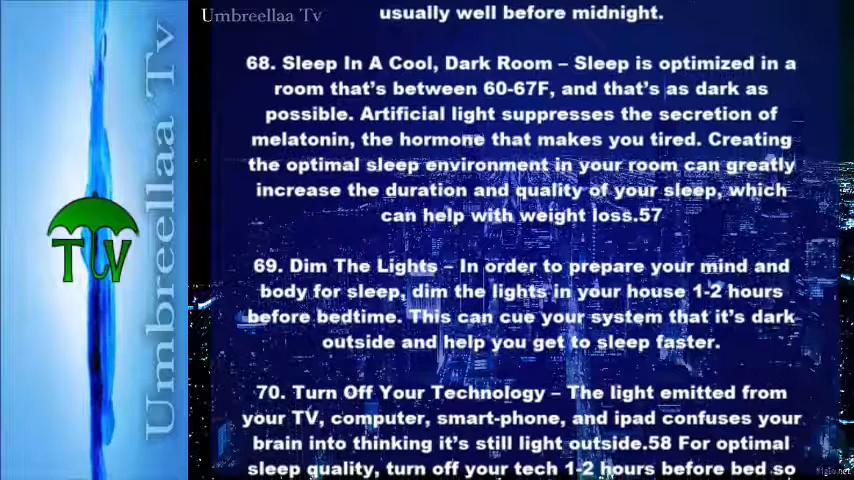 Umbreellaa Tv
Umbreellaa Tv
TLV
usually well before midnight.
68. Sleep In A Cool, Dark Room – Sleep is optimized in a
room that's between 60-67F, and that's as dark as
possible. Artificial light suppresses the secretion of
melatonin, the hormone that makes you tired. Creating
the optimal sleep environment in your room can greatly
increase the duration and quality of your sleep, which
can help with weight loss.57
69. Dim The Lights – In order to prepare your mind and
body for sleep, dim the lights in your house 1-2 hours
before bedtime. This can cue your system that it's dark
outside and help you get to sleep faster.
70. Turn Off Your Technology – The light emitted from
your TV, computer, smart-phone, and ipad confuses your
brain into thinking it's still light outside.58 For optimal
sleep quality, turn off your tech 1-2 hours before bed so